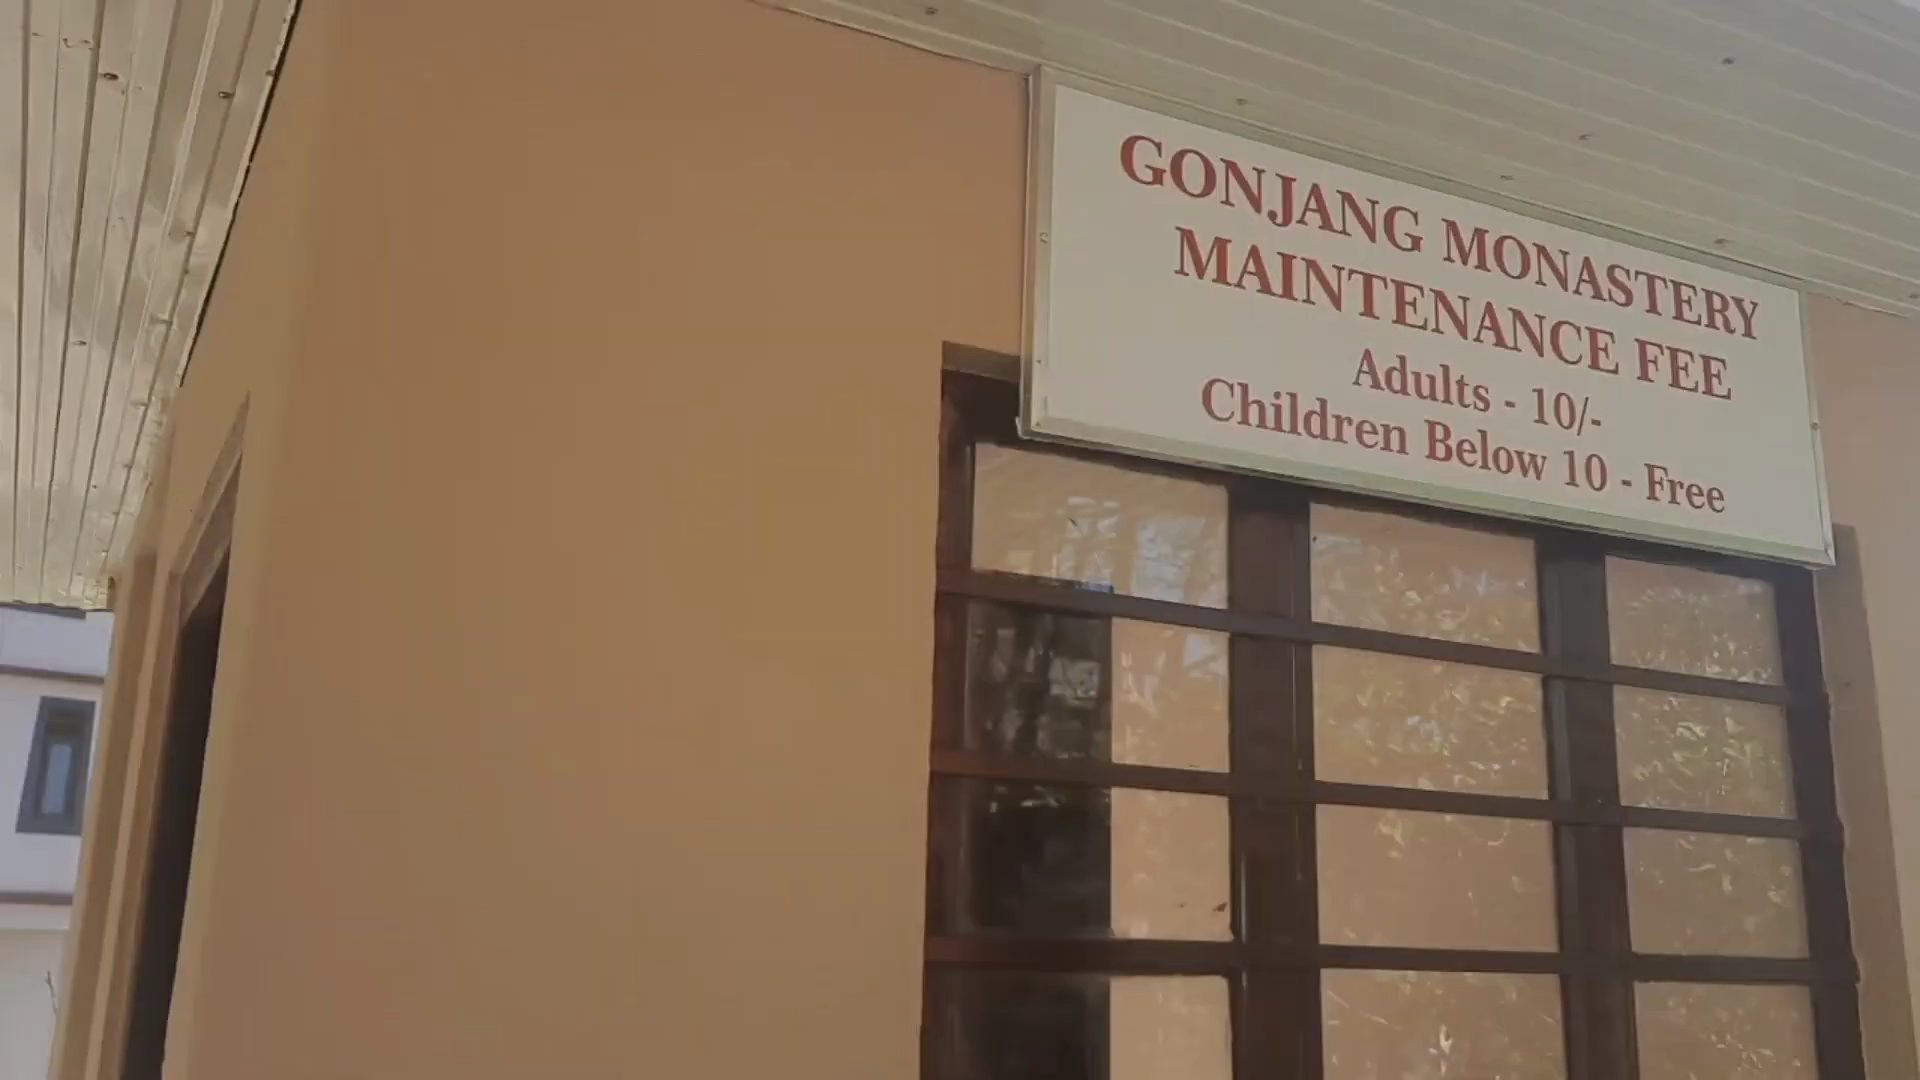 GONJANG MONASTERY
MAINTENANCE FEE
Adults - 10/-
Children Below 10 - Free